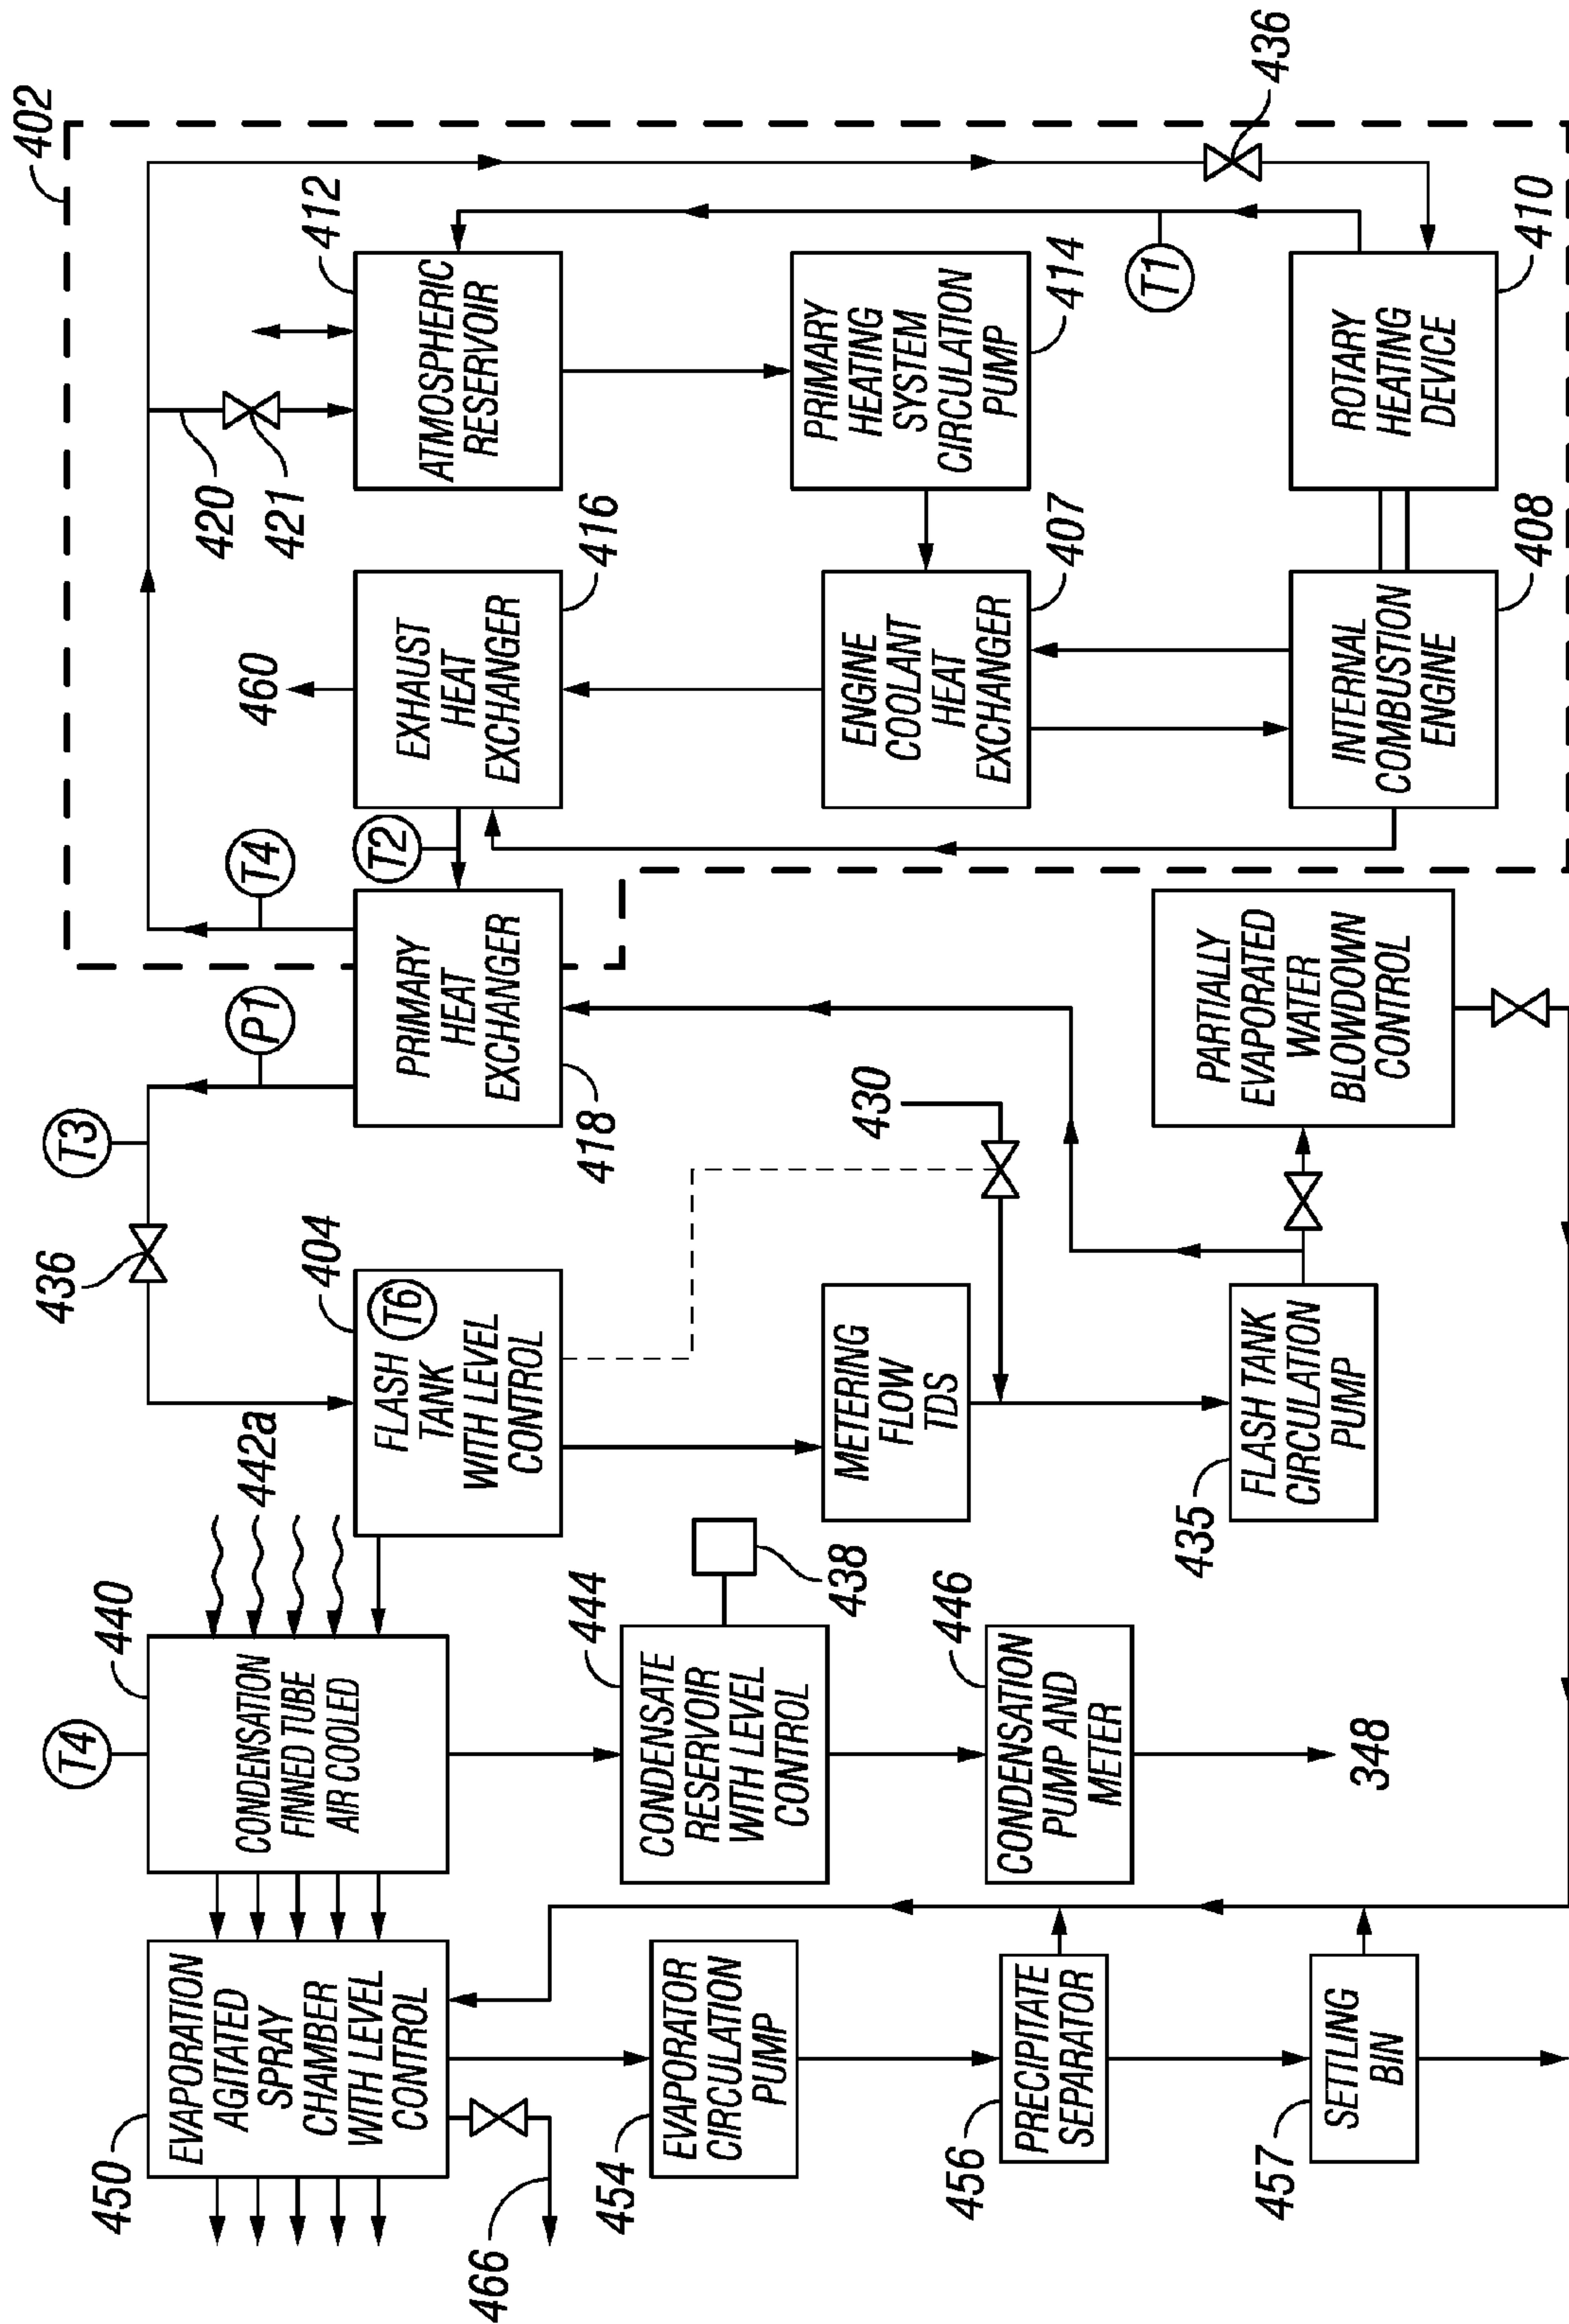 402
T4
440
T3
436
P1
T4
420
421
412
450
EVAPORATION
AGITATED
SPRAY
CHAMBER
WITH LEVEL
CONTROL
CONDENSATION
FINNED TUBE
AIR COOLED
442a
404
FLASH
T6
TANK
WITH LEVEL
CONTROL
PRIMARY
HEAT
EXCHANGER
418
T2
460
EXHAUST
HEAT
EXCHANGER
416
ATMOSPHERIC
RESERVOIR
466
454
EVAPORATOR
CIRCULATION
PUMP
444
CONDENSATE
RESERVOIR
WITH LEVEL
CONTROL
438
METERING
FLOW
TDS
430
ENGINE
COOLANT
HEAT
EXCHANGER
407
PRIMARY
HEATING
SYSTEM
CIRCULATION
PUMP
414
456
PRECIPITATE
SEPARATOR
446
CONDENSATION
PUMP AND
METER
348
T1
436
457
SETTLING
BIN
435
FLASH TANK
CIRCULATION
PUMP
PARTIALLY
EVAPORATED
WATER
BLOWDOWN
CONTROL
INTERNAL
COMBUSTION
ENGINE
408
ROTARY
HEATING
DEVICE
410